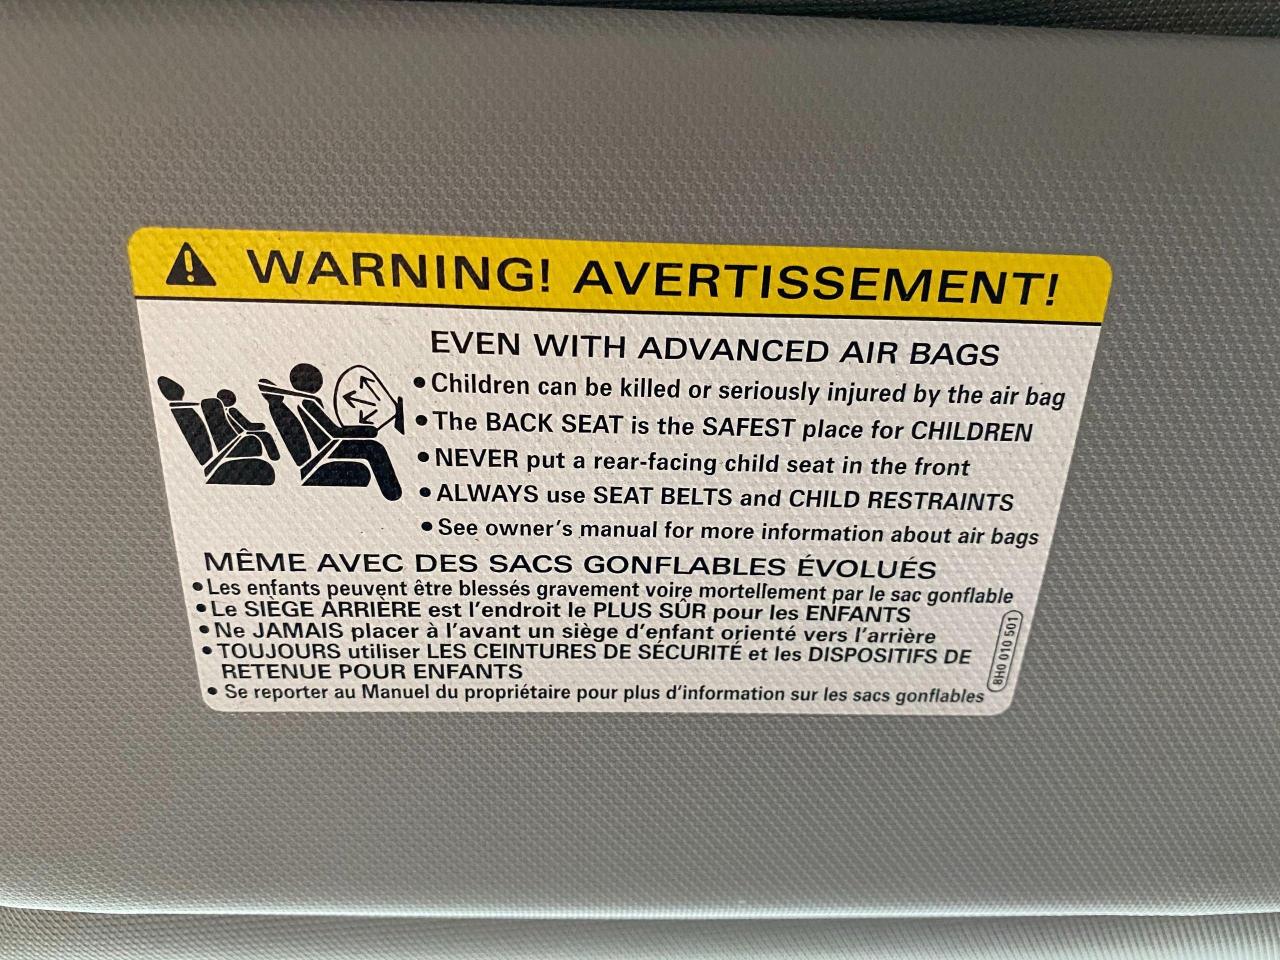 WARNING! AVERTISSEMENT!
EVEN WITH ADVANCED AIR BAGS
• Children can be killed or seriously injured by the air bag
• The BACK SEAT is the SAFEST place for CHILDREN
• NEVER put a rear-facing child seat in the front
• ALWAYS use SEAT BELTS and CHILD RESTRAINTS
• See owner's manual for more information about air bags
MÊME AVEC DES SACS GONFLABLES ÉVOLUÉS
• Les enfants peuvent être blessés gravement voire mortellement par le sac gonflable
• Le SIÈGE ARRIÈRE est l'endroit le PLUS SÛR pour les ENFANTS
• Ne JAMAIS placer à l'avant un siège d'enfant orienté vers l'arrière
• TOUJOURS utiliser LES CEINTURES DE SÉCURITÉ et les DISPOSITIFS DE
RETENUE POUR ENFANTS
• Se reporter au Manuel du propriétaire pour plus d'information sur les sacs gonflables
8H0 010 501